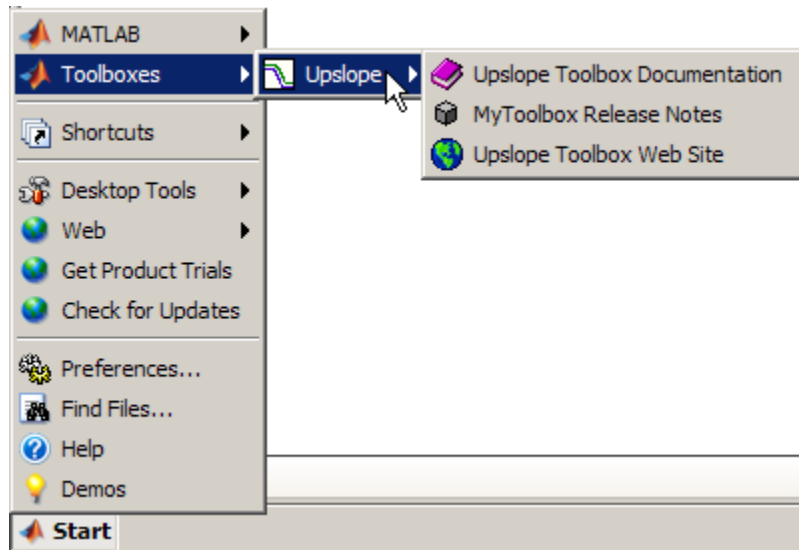 MATLAB
Toolboxes
Shortcuts
Desktop Tools
Web
Get Product Trials
Check for Updates
Preferences...
Find Files...
Help
Demos
Start
Upslope
Upslope Toolbox Documentation
MyToolbox Release Notes
Upslope Toolbox Web Site